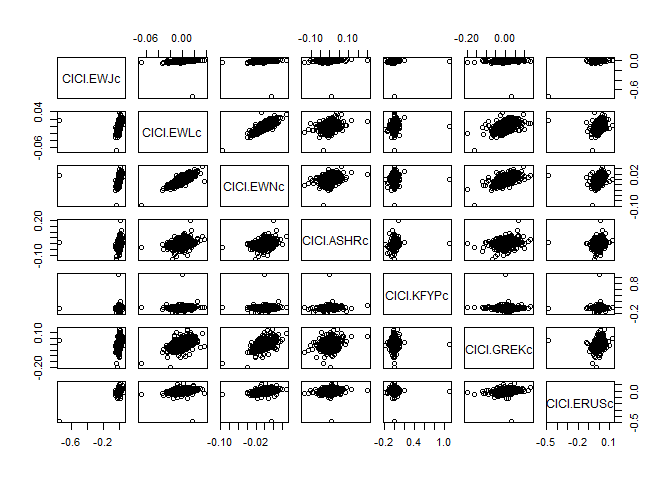 -0.06 0.00 -0.10 0.10 -0.20 0.00
CICI.EWJc 0.0 -0.6
0.04 -0.06 CICI.EWLc
CICI.EWNc 0.02 -0.10
0.20 -0.10 CICI.ASHRc
CICI.KFYPc 0.8 -0.2
0.10 -0.20 CICI.GREKc
CICI.ERUSc 0.0 -0.5
-0.6 -0.2 -0.10 -0.02 -0.2 0.4 1.0 -0.5 0.1